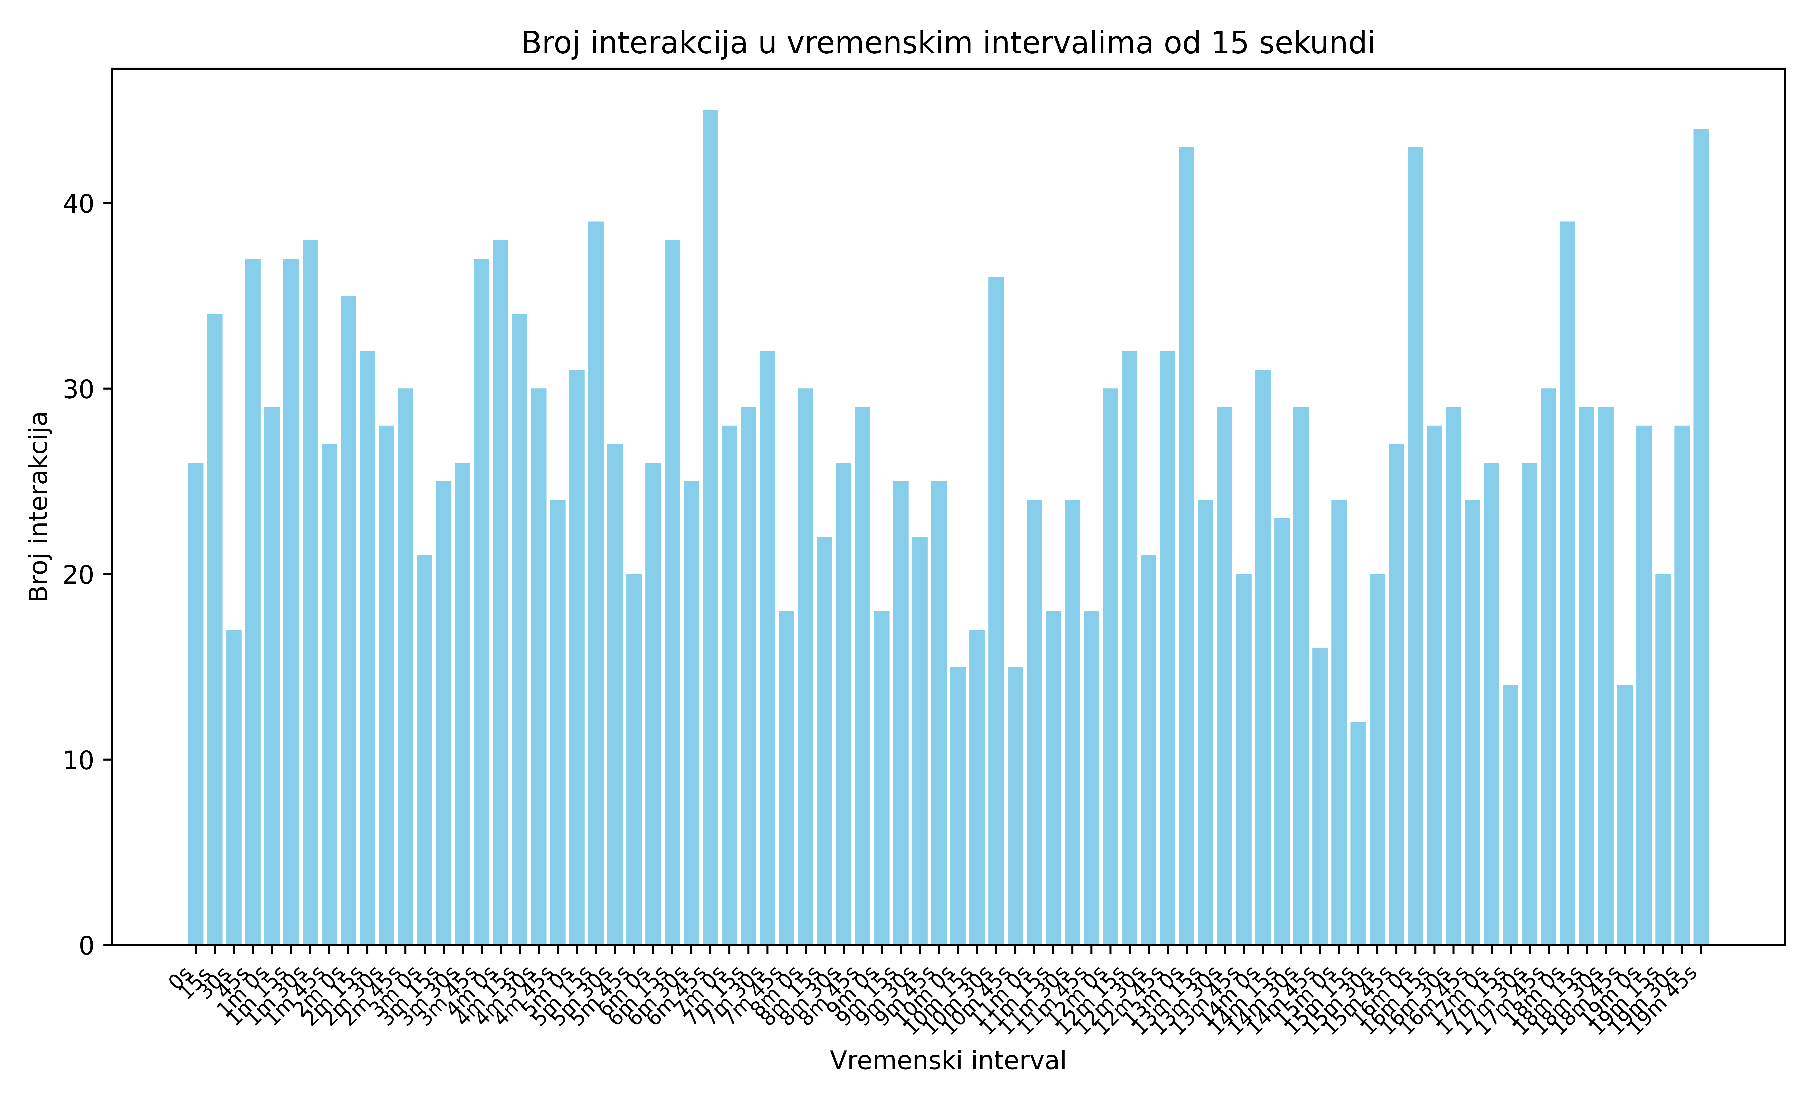 Broj interakcija u vremenskim intervalima od 15 sekundi
Broj interakcija
40
30
20
10
0
0s
15s
30s
45s
1m 0s
1m 15s
1m 30s
1m 45s
2m 0s
2m 15s
2m 30s
2m 45s
3m 0s
3m 15s
3m 30s
3m 45s
4m 0s
4m 15s
4m 30s
4m 45s
5m 0s
5m 15s
5m 30s
5m 45s
6m 0s
6m 15s
6m 30s
6m 45s
7m 0s
7m 15s
7m 30s
7m 45s
8m 0s
8m 15s
8m 30s
8m 45s
9m 0s
9m 15s
9m 30s
9m 45s
10m 0s
10m 15s
10m 30s
10m 45s
11m 0s
11m 15s
11m 30s
11m 45s
12m 0s
12m 15s
12m 30s
12m 45s
13m 0s
13m 15s
13m 30s
13m 45s
14m 0s
14m 15s
14m 30s
14m 45s
15m 0s
15m 15s
15m 30s
15m 45s
16m 0s
16m 15s
16m 30s
16m 45s
17m 0s
17m 15s
17m 30s
17m 45s
18m 0s
18m 15s
18m 30s
18m 45s
19m 0s
19m 15s
19m 30s
19m 45s
Vremenski interval